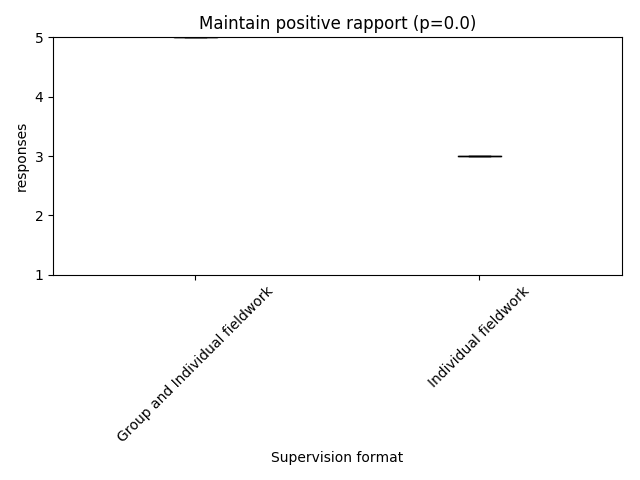 Maintain positive rapport (p=0.0)
5
4
3
2
1
responses
Group and Individual fieldwork
Individual fieldwork
Supervision format